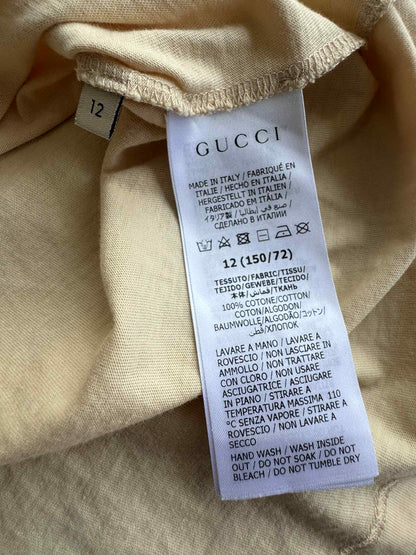 12
GUCCI
MADE IN ITALY / FABRIQUÉ EN
ITALIE / HECHO EN ITALIA /
HERGESTELLT IN ITALIEN /
FABRICADO EM ITÁLIA /
イタリア製 / صنع في إيطاليا /
СДЕЛАНО В ИТАЛИИ
12 (150/72)
TESSUTO/FABRIC/TISSU/
TEJIDO/GEWEBE/TECIDO/
本体/قماش/ТКАНЬ
100% COTONE/COTTON/
COTON/ALGODON/
BAUMWOLLE/ALGODÃO/コットン/
قطن/ХЛОПОК
LAVARE A MANO / LAVARE A
ROVESCIO / NON LASCIARE IN
AMMOLLO / NON TRATTARE
CON CLORO / NON USARE
ASCIUGATRICE/ASCIUGARE
IN PIANO / STIRARE A
TEMPERATURA MASSIMA 110
°C SENZA VAPORE / STIRARE A
ROVESCIO / NON LAVARE A
SECCO
HAND WASH / WASH INSIDE
OUT / DO NOT SOAK / DO NOT
BLEACH / DO NOT TUMBLE DRY